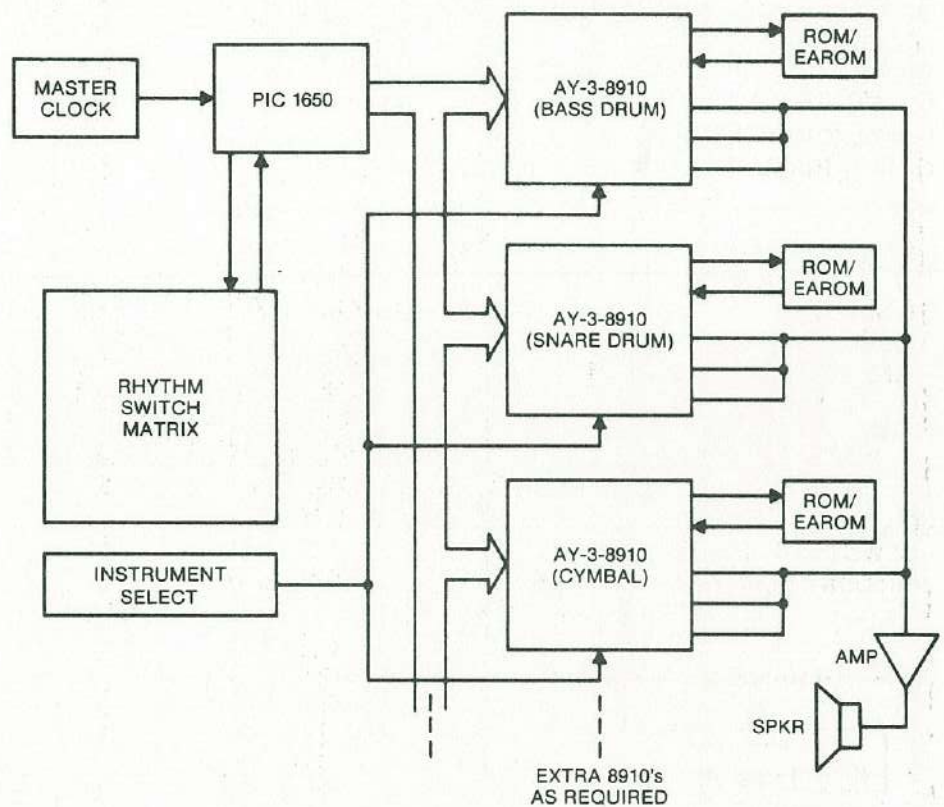 MASTER
CLOCK
PIC 1650
AY-3-8910
(BASS DRUM)
ROM/
EAROM
AY-3-8910
(SNARE DRUM)
ROM/
EAROM
RHYTHM
SWITCH
MATRIX
AY-3-8910
(CYMBAL)
ROM/
EAROM
INSTRUMENT
SELECT
AMP
SPKR
EXTRA 8910's
AS REQUIRED